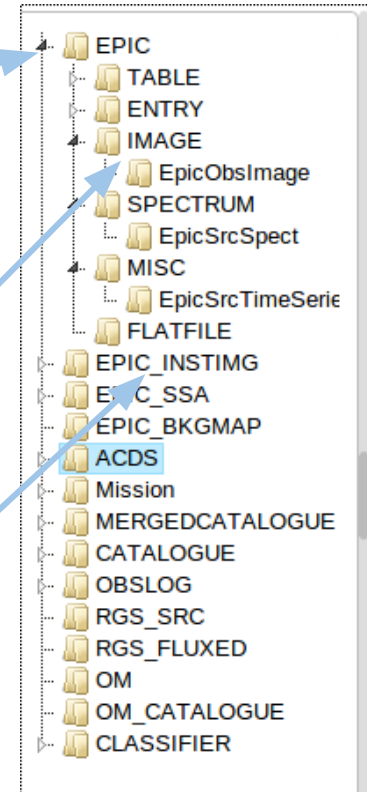 EPIC
TABLE
ENTRY
IMAGE
EpicObsImage
SPECTRUM
EpicSrcSpect
MISC
EpicSrcTimeSerie
FLATFILE
EPIC_INSTIMG
EPIC_SSA
EPIC_BKGMAP
ACDS
Mission
MERGEDCATALOGUE
CATALOGUE
OBSLOG
RGS_SRC
RGS_FLUXED
OM
OM_CATALOGUE
CLASSIFIER